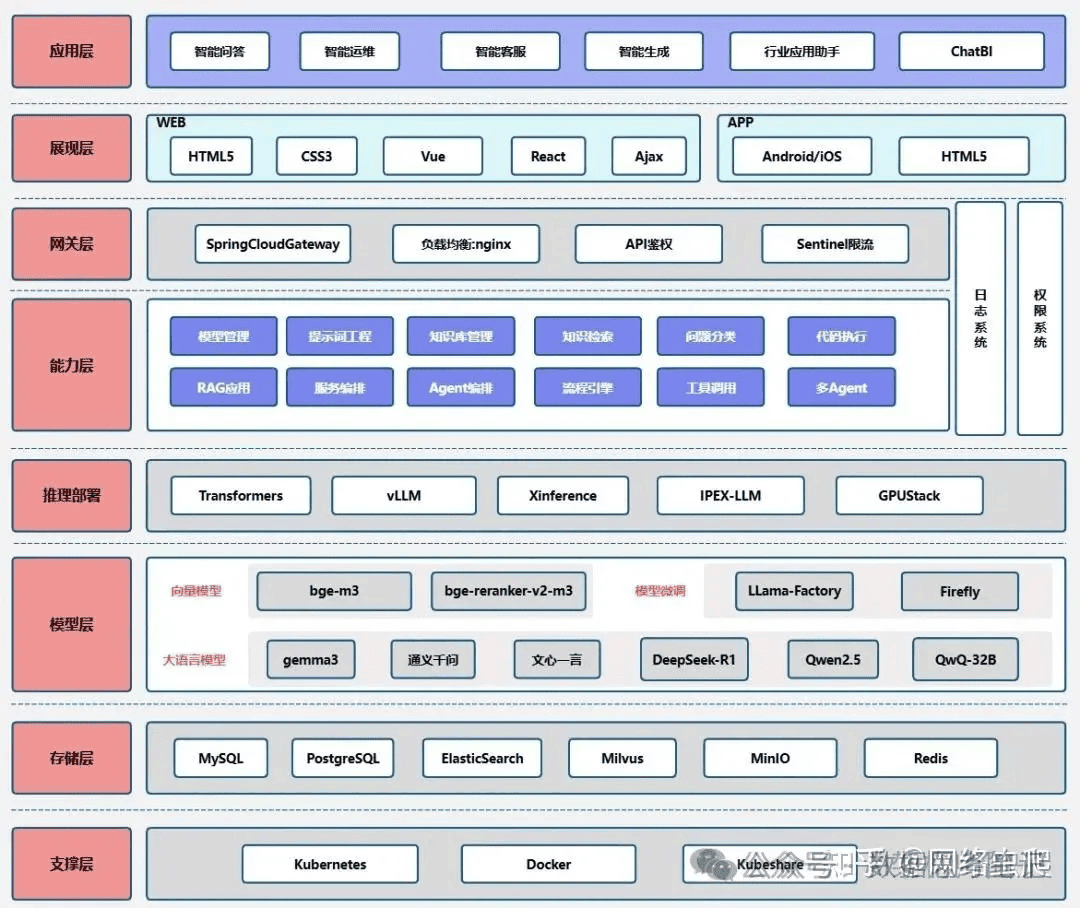 应用层
智能问答
智能运维
智能客服
智能生成
行业应用助手
ChatBI
展现层
WEB
HTML5
CSS3
Vue
React
Ajax
APP
Android/iOS
HTML5
网关层
SpringCloudGateway
负载均衡:nginx
API鉴权
Sentinel限流
日志系统
权限系统
能力层
模型管理
提示词工程
知识库管理
知识检索
问题分类
代码执行
RAG应用
服务编排
Agent编排
流程引擎
工具调用
多Agent
推理部署
Transformers
vLLM
Xinference
IPEX-LLM
GPUStack
模型层
向量模型
bge-m3
bge-reranker-v2-m3
模型微调
LLama-Factory
Firefly
大语言模型
gemma3
通义千问
文心一言
DeepSeek-R1
Qwen2.5
QwQ-32B
存储层
MySQL
PostgreSQL
ElasticSearch
Milvus
MinIO
Redis
支撑层
Kubernetes
Docker
Kubeshare
知乎 @网络电爬